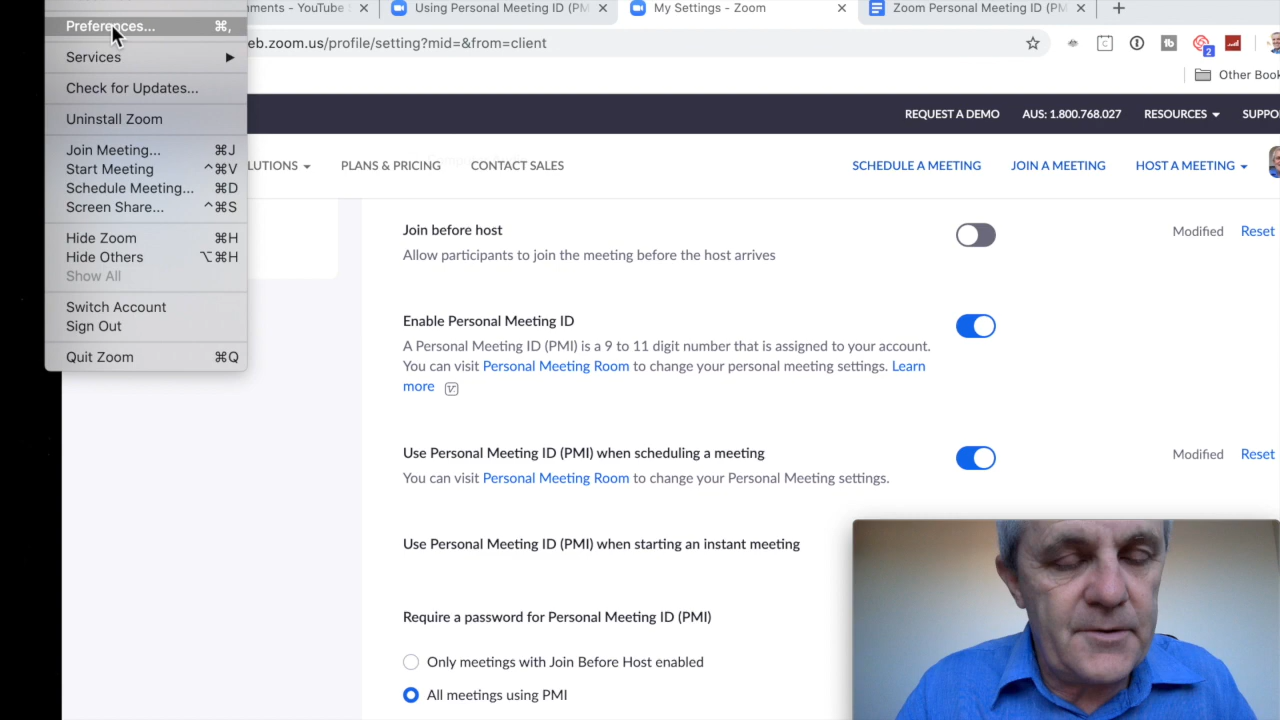 nments - YouTube
Using Personal Meeting ID (PM
My Settings - Zoom
Zoom Personal Meeting ID (PM
Preferences... ⌘,
eb.zoom.us/profile/setting?mid=&from=client
2
Services
Other Book
Check for Updates...
Uninstall Zoom
REQUEST A DEMO AUS: 1.800.768.027 RESOURCES SUPPO
Join Meeting... ⌘J
Start Meeting ^⌘V
Schedule Meeting... ⌘D
Screen Share... ^⌘S
LUTIONS PLANS & PRICING CONTACT SALES SCHEDULE A MEETING JOIN A MEETING HOST A MEETING
Hide Zoom ⌘H
Hide Others ⌥⌘H
Show All
Switch Account
Sign Out
Quit Zoom ⌘Q
Join before host
Modified Reset
Allow participants to join the meeting before the host arrives
Enable Personal Meeting ID
A Personal Meeting ID (PMI) is a 9 to 11 digit number that is assigned to your account.
You can visit Personal Meeting Room to change your personal meeting settings. Learn
more
Use Personal Meeting ID (PMI) when scheduling a meeting
Modified Reset
You can visit Personal Meeting Room to change your Personal Meeting settings.
Use Personal Meeting ID (PMI) when starting an instant meeting
Require a password for Personal Meeting ID (PMI)
Only meetings with Join Before Host enabled
All meetings using PMI